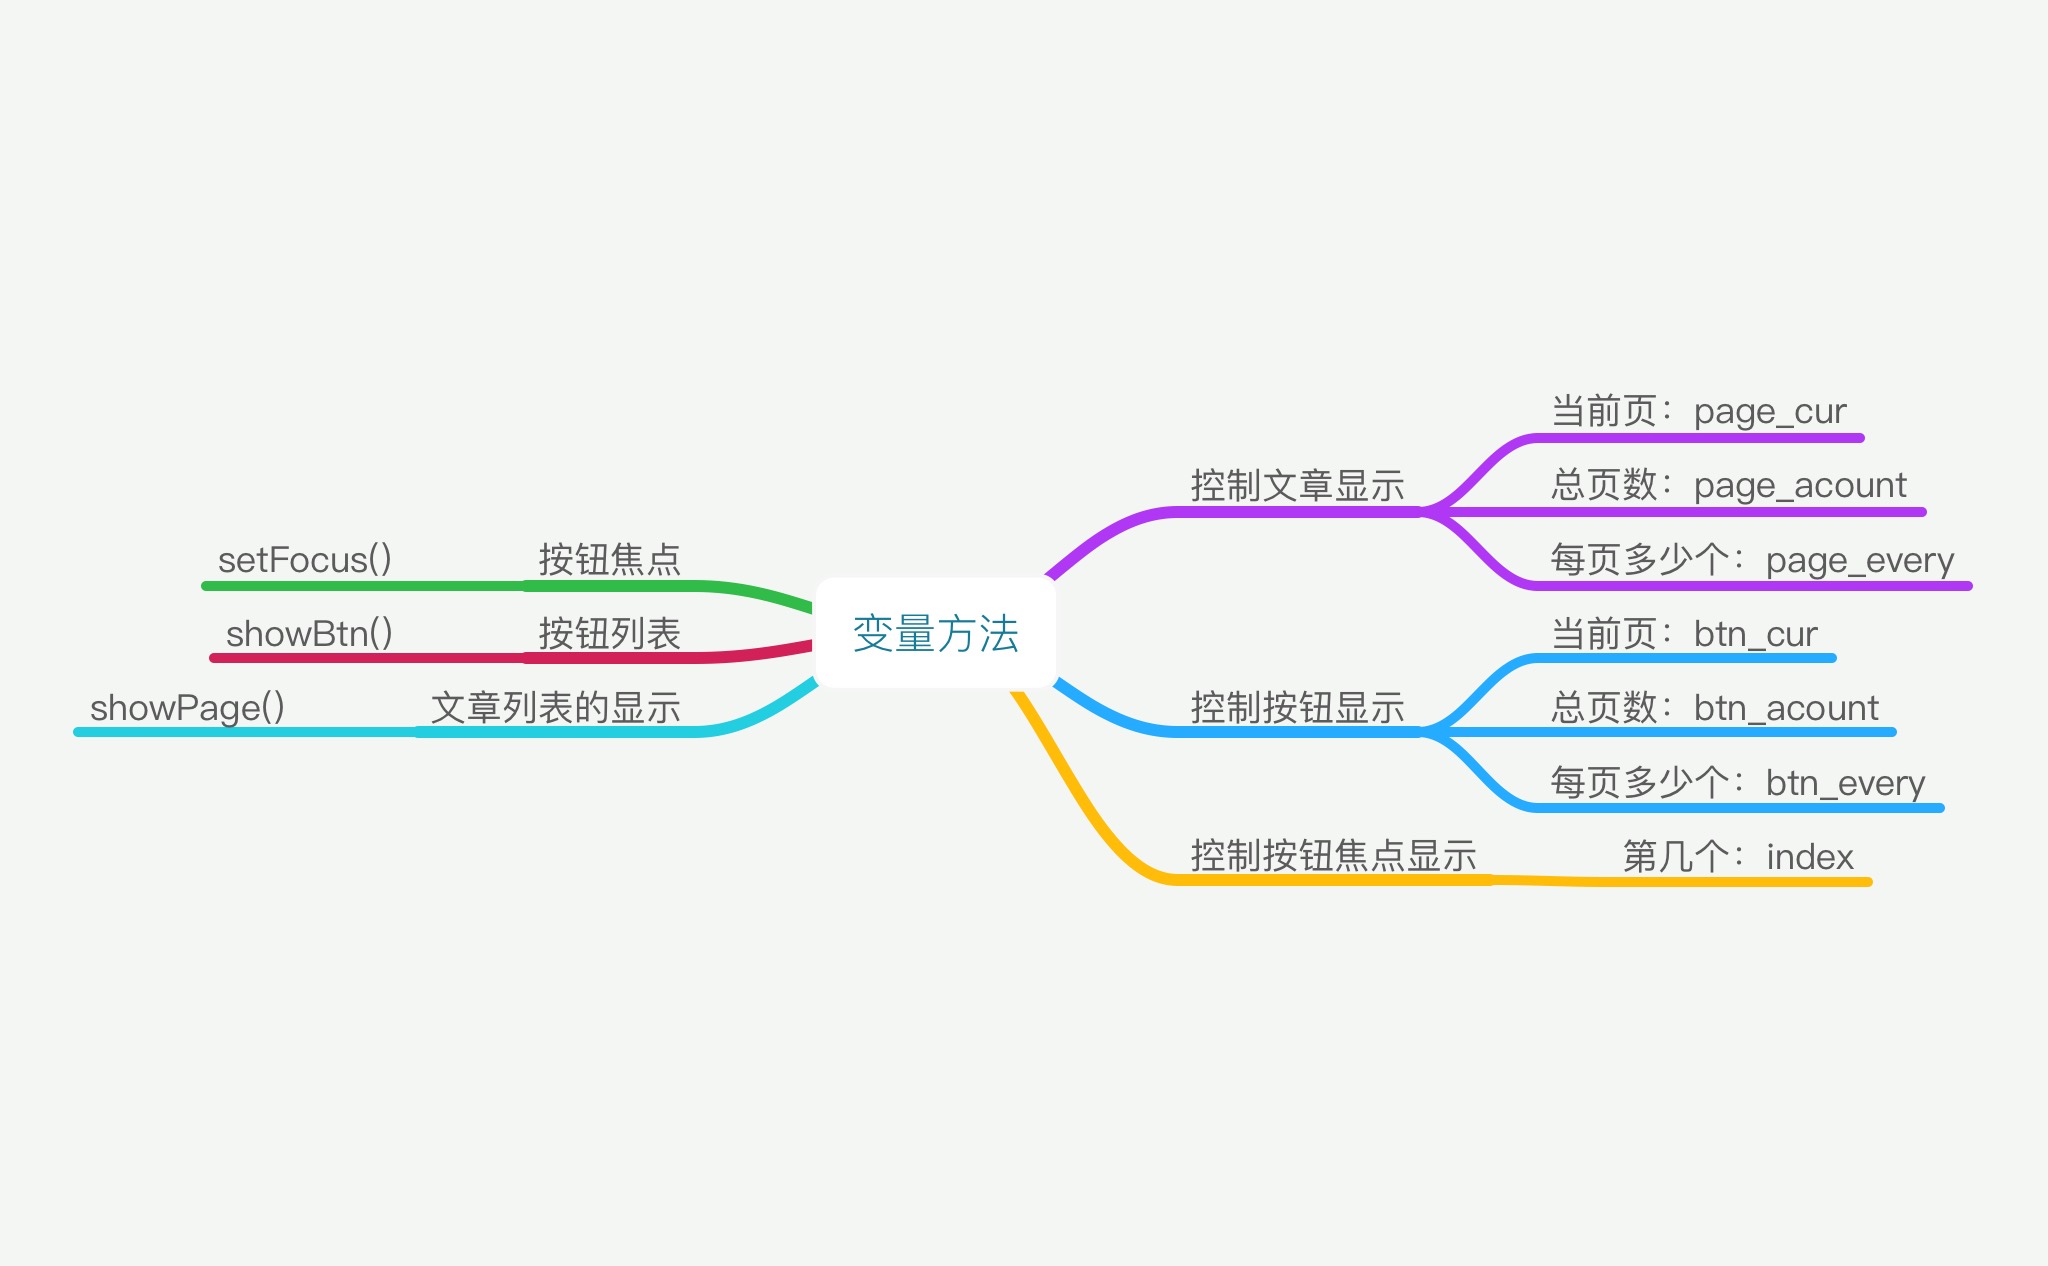 变量方法
控制文章显示
当前页：page_cur
总页数：page_acount
每页多少个：page_every
控制按钮显示
当前页：btn_cur
总页数：btn_acount
每页多少个：btn_every
控制按钮焦点显示
第几个：index
按钮焦点
setFocus()
按钮列表
showBtn()
文章列表的显示
showPage()